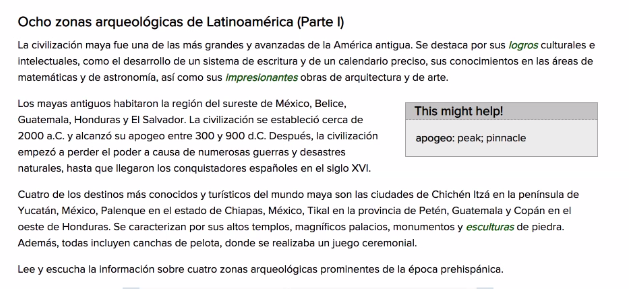 Ocho zonas arqueológicas de Latinoamérica (Parte I)
La civilización maya fue una de las más grandes y avanzadas de la América antigua. Se destaca por sus logros culturales e
intelectuales, como el desarrollo de un sistema de escritura y de un calendario preciso, sus conocimientos en las áreas de
matemáticas y de astronomía, así como sus impresionantes obras de arquitectura y de arte.
Los mayas antiguos habitaron la región del sureste de México, Belice,
Guatemala, Honduras y El Salvador. La civilización se estableció cerca de
2000 a.C. y alcanzó su apogeo entre 300 y 900 d.C. Después, la civilización
empezó a perder el poder a causa de numerosas guerras y desastres
naturales, hasta que llegaron los conquistadores españoles en el siglo XVI.
This might help!
apogeo: peak; pinnacle
Cuatro de los destinos más conocidos y turísticos del mundo maya son las ciudades de Chichén Itzá en la península de
Yucatán, México, Palenque en el estado de Chiapas, México, Tikal en la provincia de Petén, Guatemala y Copán en el
oeste de Honduras. Se caracterizan por sus altos templos, magníficos palacios, monumentos y esculturas de piedra.
Además, todas incluyen canchas de pelota, donde se realizaba un juego ceremonial.
Lee y escucha la información sobre cuatro zonas arqueológicas prominentes de la época prehispánica.